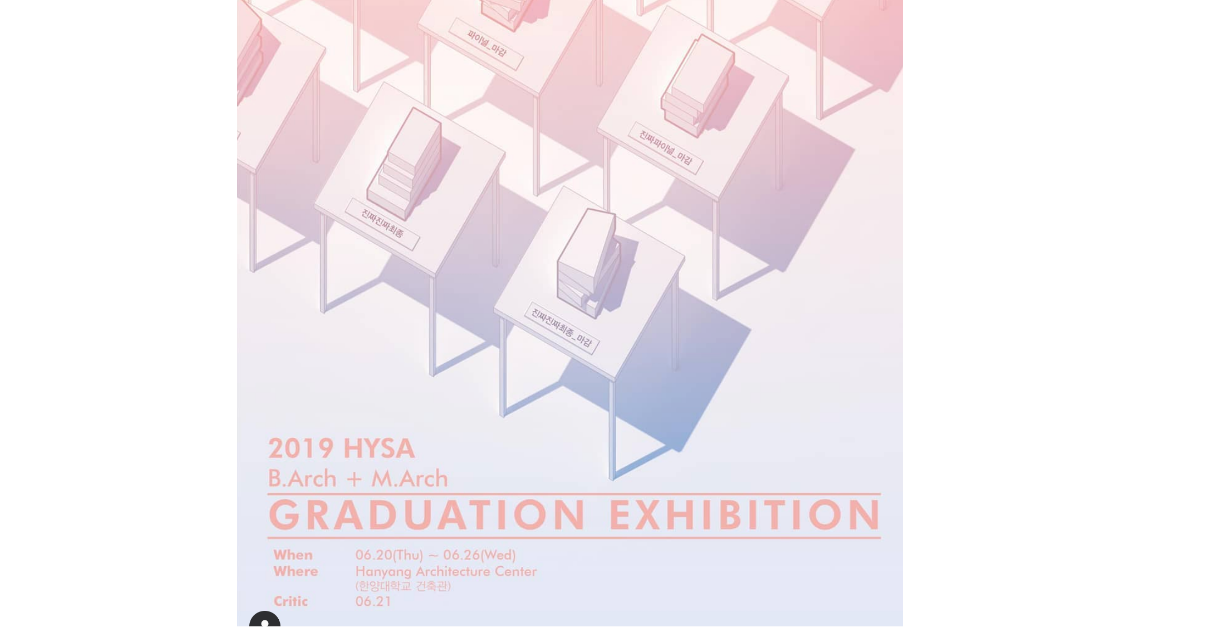 파이널_마감
진짜파이널_마감
진짜진짜최종
진짜진짜최종_마감
2019 HYSA
B.Arch + M.Arch
GRADUATION EXHIBITION
When 06.20(Thu) ~ 06.26(Wed)
Where Hanyang Architecture Center
(한양대학교 건축관)
Critic 06.21